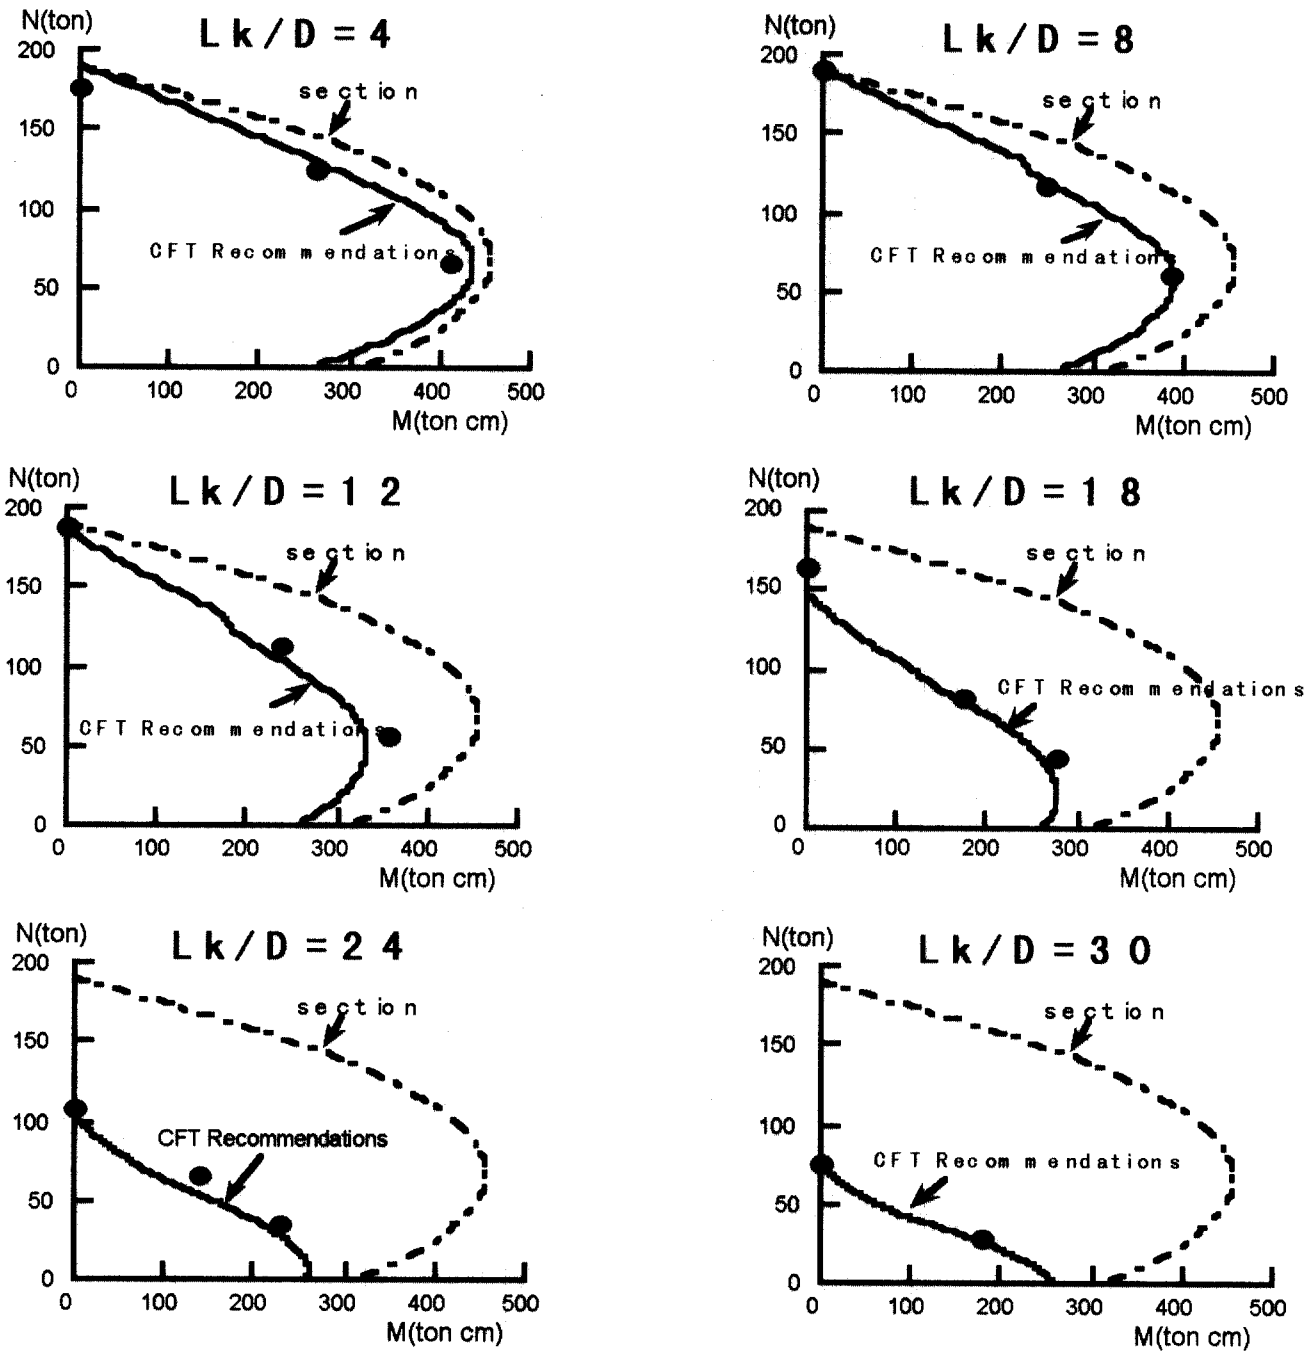 N(ton)
Lk/D=4
200
section
150
100
CFT Recommendations
50
0
0 100 200 300 400 500
M(ton cm)
N(ton)
Lk/D=8
200
section
150
100
CFT Recommendations
50
0
0 100 200 300 400 500
M(ton cm)
N(ton)
Lk/D=12
200
section
150
100
CFT Recommendations
50
0
0 100 200 300 400 500
M(ton cm)
N(ton)
Lk/D=18
200
section
150
100
CFT Recommendations
50
0
0 100 200 300 400 500
M(ton cm)
N(ton)
Lk/D=24
200
section
150
100
CFT Recommendations
50
0
0 100 200 300 400 500
M(ton cm)
N(ton)
Lk/D=30
200
section
150
100
CFT Recommendations
50
0
0 100 200 300 400 500
M(ton cm)